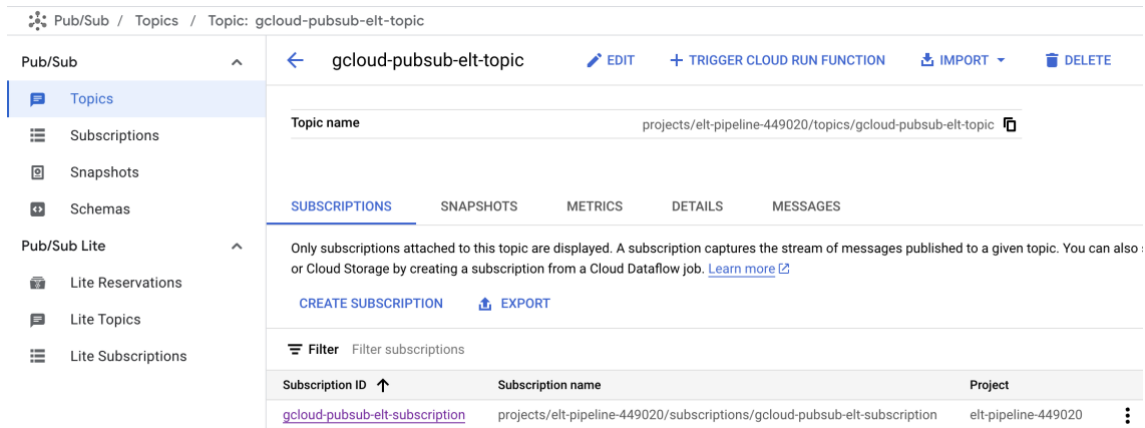 Pub/Sub / Topics / Topic: gcloud-pubsub-elt-topic
Pub/Sub
Topics
Subscriptions
Snapshots
Schemas
Pub/Sub Lite
Lite Reservations
Lite Topics
Lite Subscriptions
gcloud-pubsub-elt-topic
EDIT
+ TRIGGER CLOUD RUN FUNCTION
IMPORT
DELETE
Topic name projects/elt-pipeline-449020/topics/gcloud-pubsub-elt-topic
SUBSCRIPTIONS SNAPSHOTS METRICS DETAILS MESSAGES
Only subscriptions attached to this topic are displayed. A subscription captures the stream of messages published to a given topic. You can also
or Cloud Storage by creating a subscription from a Cloud Dataflow job. Learn more
CREATE SUBSCRIPTION EXPORT
Filter Filter subscriptions
Subscription ID Subscription name Project
gcloud-pubsub-elt-subscription projects/elt-pipeline-449020/subscriptions/gcloud-pubsub-elt-subscription elt-pipeline-449020